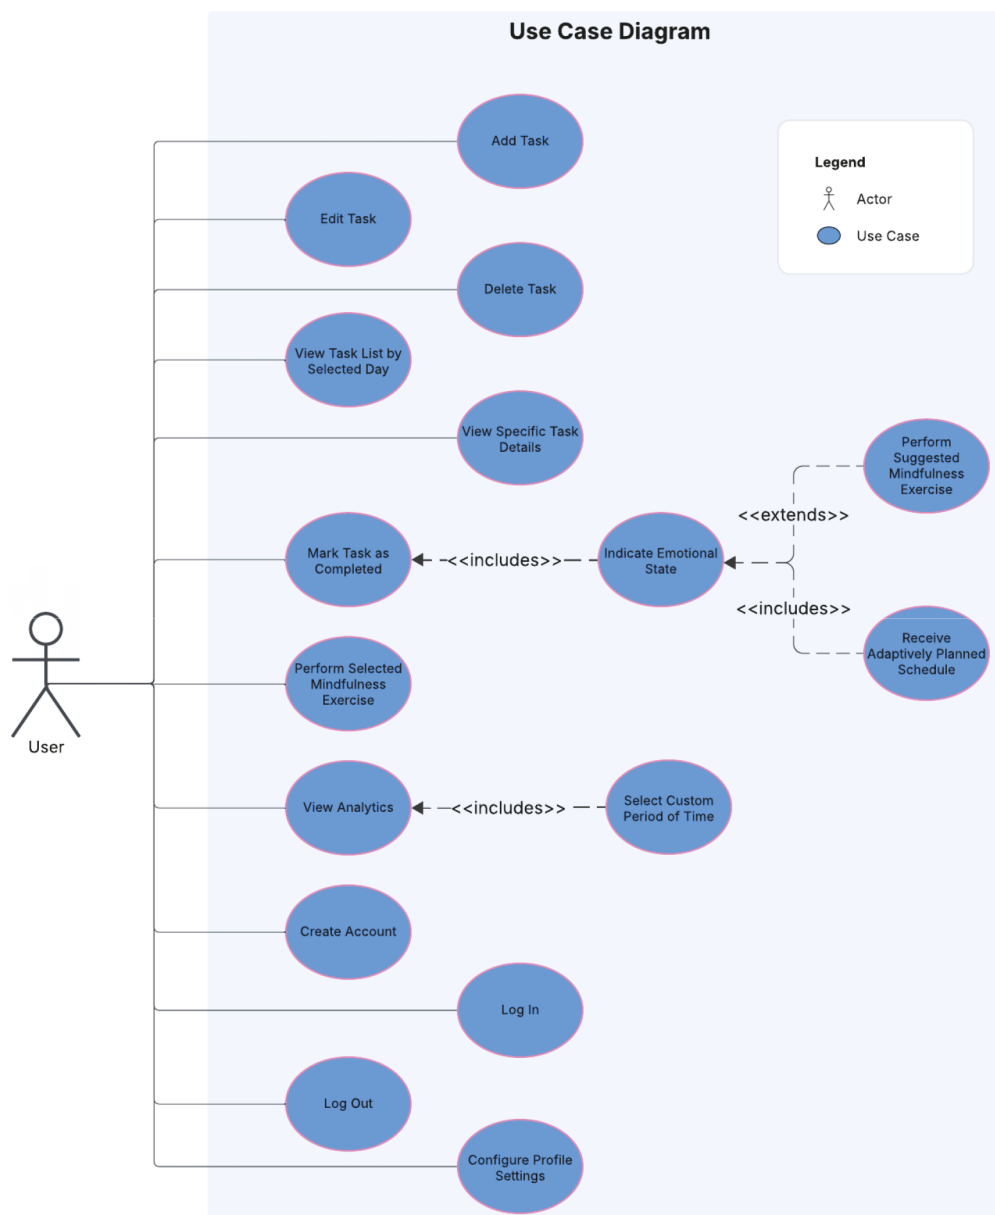 Use Case Diagram
Add Task
Legend
Actor
Use Case
Edit Task
Delete Task
View Task List by
Selected Day
View Specific Task
Details
Perform
Suggested
Mindfulness
Exercise
<<extends>>
Mark Task as
Completed
<<includes>>
Indicate Emotional
State
<<includes>>
Receive
Adaptively Planned
Schedule
User
Perform Selected
Mindfulness
Exercise
View Analytics
<<includes>>
Select Custom
Period of Time
Create Account
Log In
Log Out
Configure Profile
Settings